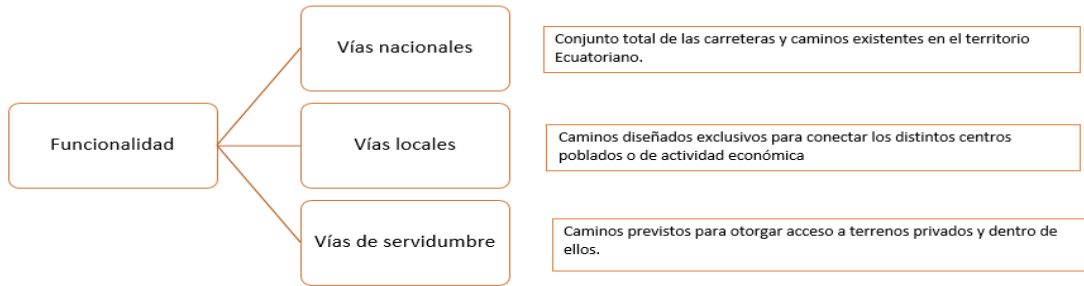 Funcionalidad
Vías nacionales
Conjunto total de las carreteras y caminos existentes en el territorio
Ecuatoriano.
Vías locales
Caminos diseñados exclusivos para conectar los distintos centros
poblados o de actividad económica
Vías de servidumbre
Caminos previstos para otorgar acceso a terrenos privados y dentro de
ellos.